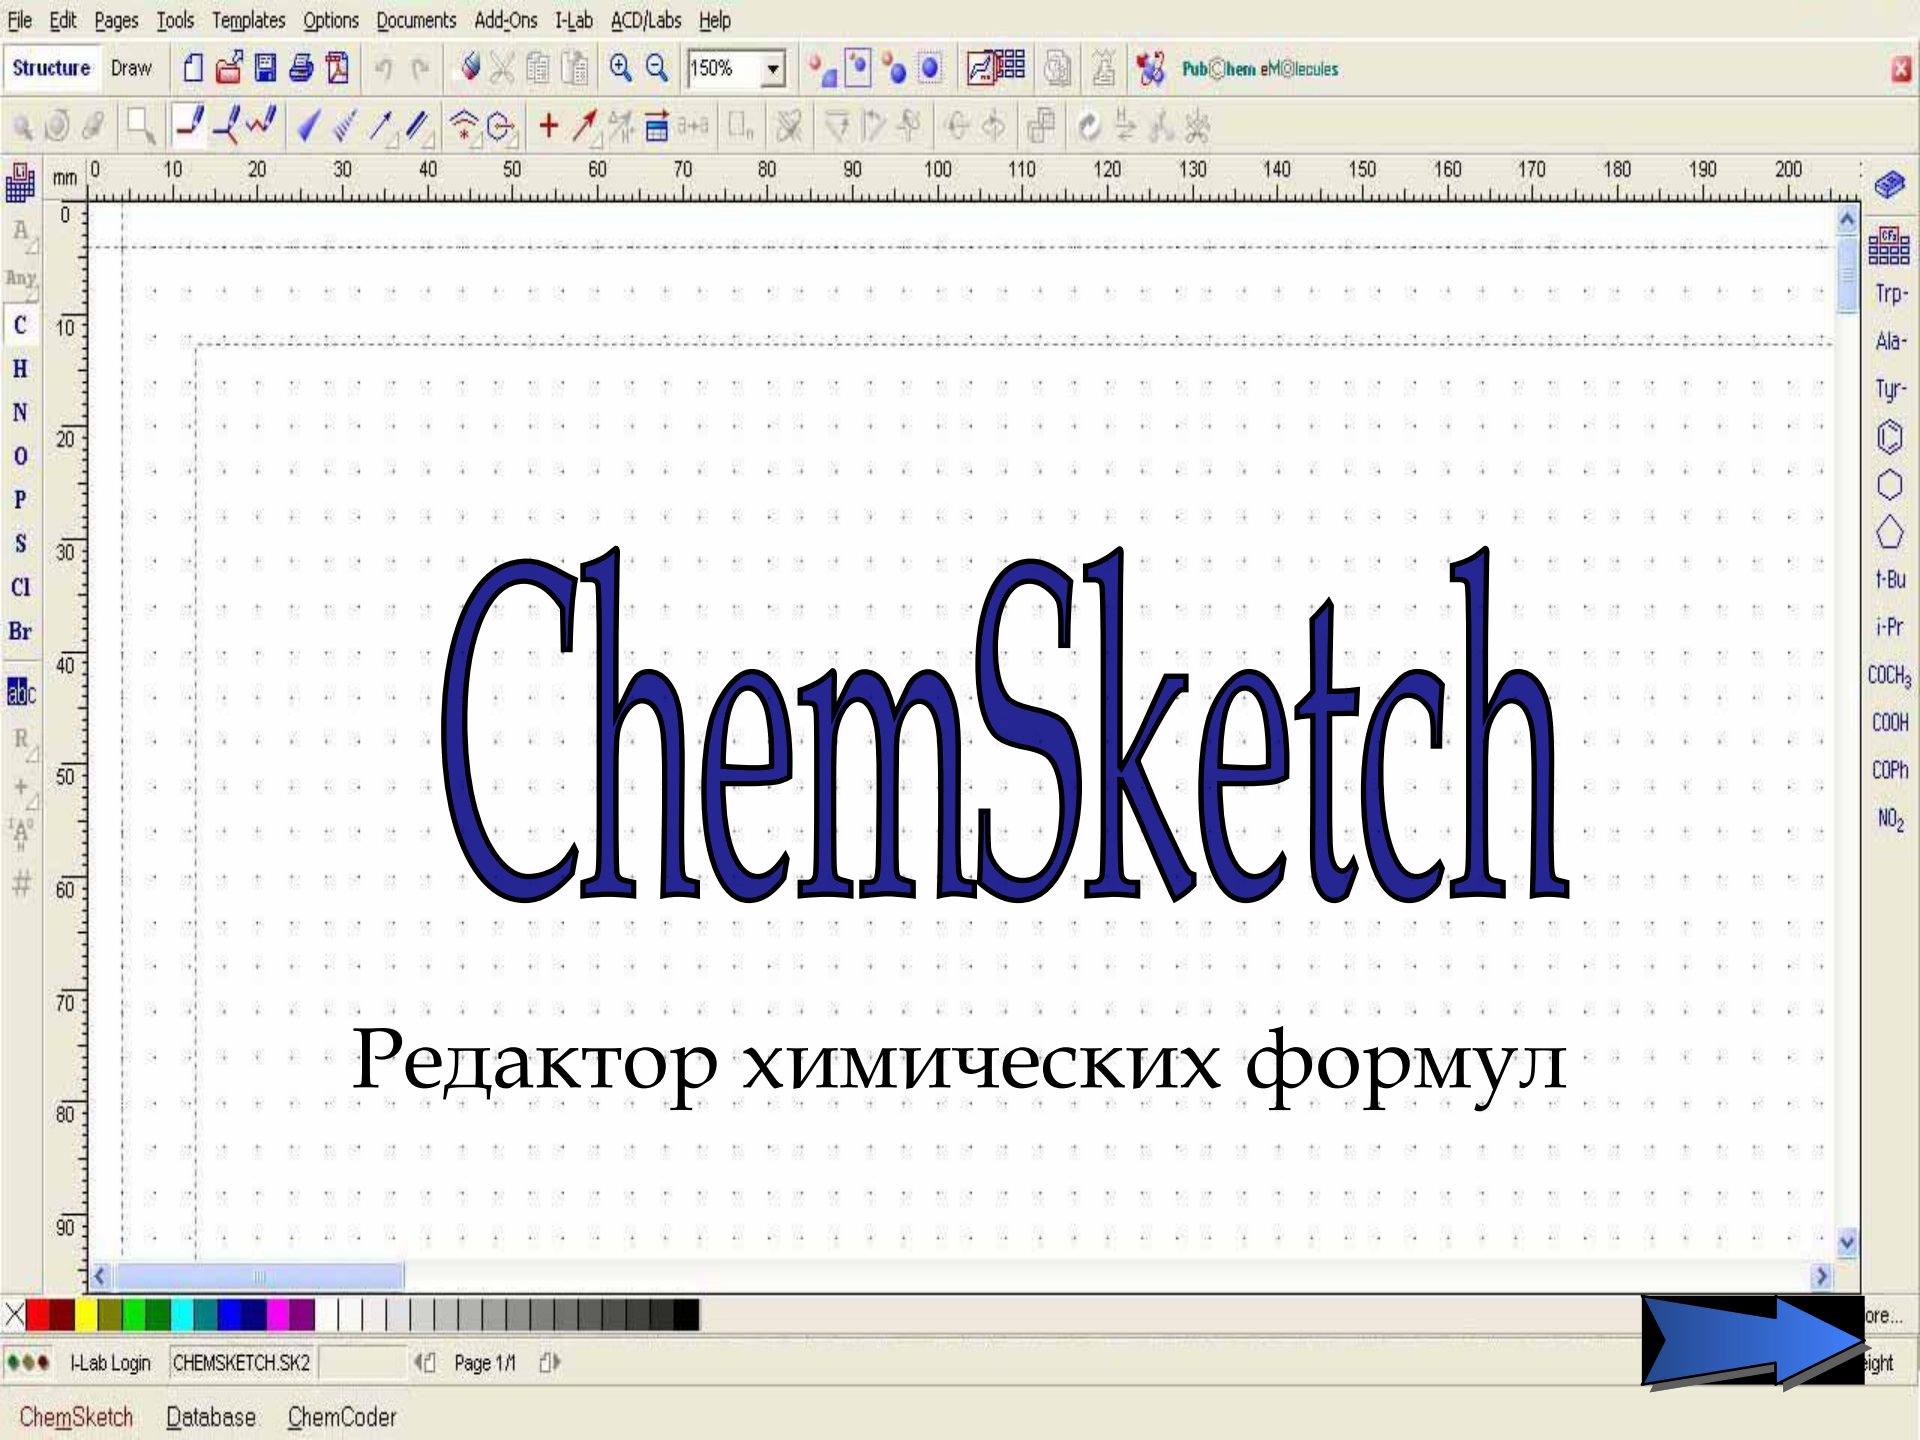 File Edit Pages Tools Templates Options Documents Add-Ons I-Lab ACD/Labs Help
Structure Draw 150% PubChem eMolecules
mm 0 10 20 30 40 50 60 70 80 90 100 110 120 130 140 150 160 170 180 190 200
0
A
Any
C
10
H
N
20
O
P
S
30
Cl
Br
40
abc
R
50
+
#
60
70
80
90
CF3
Trp-
Ala-
Tyr-
t-Bu
i-Pr
COCH3
COOH
COPh
NO2
ChemSketch
Редактор химических формул
ore...
I-Lab Login CHEMSKETCH.SK2 Page 1/1 eight
ChemSketch Database ChemCoder